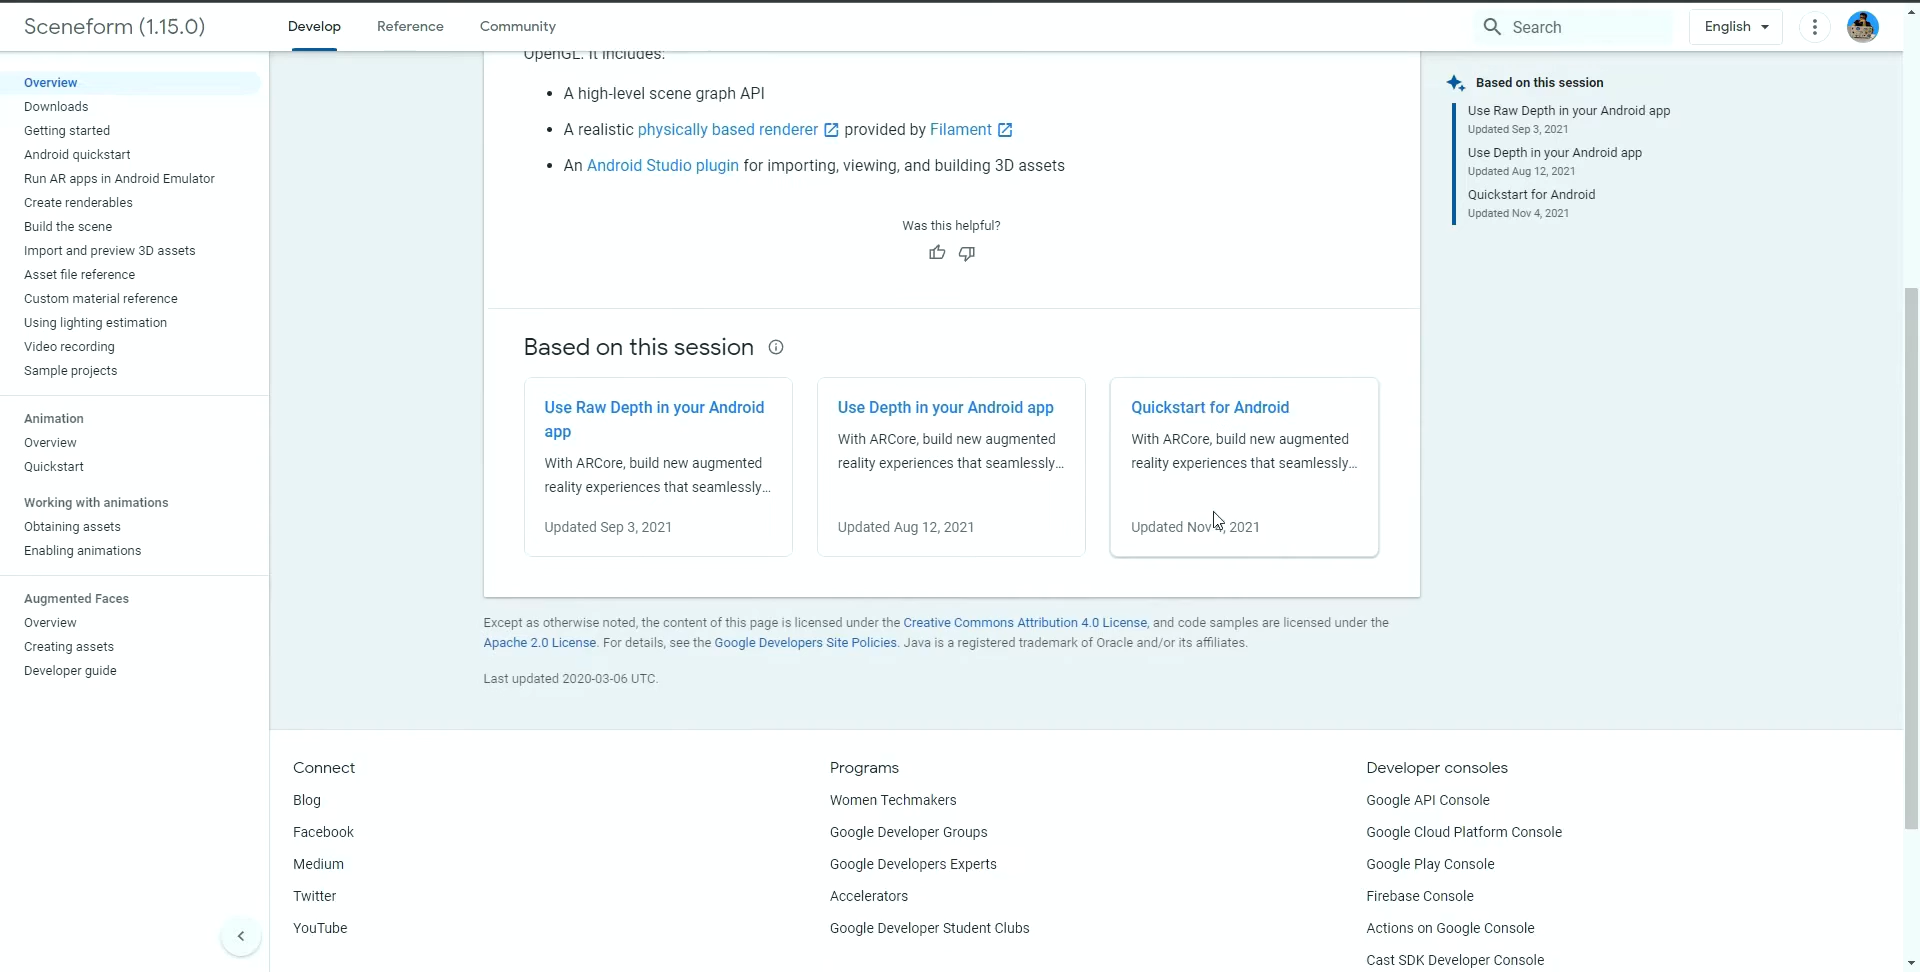 Sceneform (1.15.0)
Develop
Reference
Community
Search
English
Overview
Downloads
Getting started
Android quickstart
Run AR apps in Android Emulator
Create renderables
Build the scene
Import and preview 3D assets
Asset file reference
Custom material reference
Using lighting estimation
Video recording
Sample projects
Animation
Overview
Quickstart
Working with animations
Obtaining assets
Enabling animations
Augmented Faces
Overview
Creating assets
Developer guide
OpenGL. It includes:
• A high-level scene graph API
• A realistic physically based renderer provided by Filament
• An Android Studio plugin for importing, viewing, and building 3D assets
Was this helpful?
Based on this session
Use Raw Depth in your Android
app
With ARCore, build new augmented
reality experiences that seamlessly…
Updated Sep 3, 2021
Use Depth in your Android app
With ARCore, build new augmented
reality experiences that seamlessly…
Updated Aug 12, 2021
Quickstart for Android
With ARCore, build new augmented
reality experiences that seamlessly…
Updated Nov 4, 2021
Based on this session
Use Raw Depth in your Android app
Updated Sep 3, 2021
Use Depth in your Android app
Updated Aug 12, 2021
Quickstart for Android
Updated Nov 4, 2021
Except as otherwise noted, the content of this page is licensed under the Creative Commons Attribution 4.0 License, and code samples are licensed under the
Apache 2.0 License. For details, see the Google Developers Site Policies. Java is a registered trademark of Oracle and/or its affiliates.
Last updated 2020-03-06 UTC.
Connect
Blog
Facebook
Medium
Twitter
YouTube
Programs
Women Techmakers
Google Developer Groups
Google Developers Experts
Accelerators
Google Developer Student Clubs
Developer consoles
Google API Console
Google Cloud Platform Console
Google Play Console
Firebase Console
Actions on Google Console
Cast SDK Developer Console